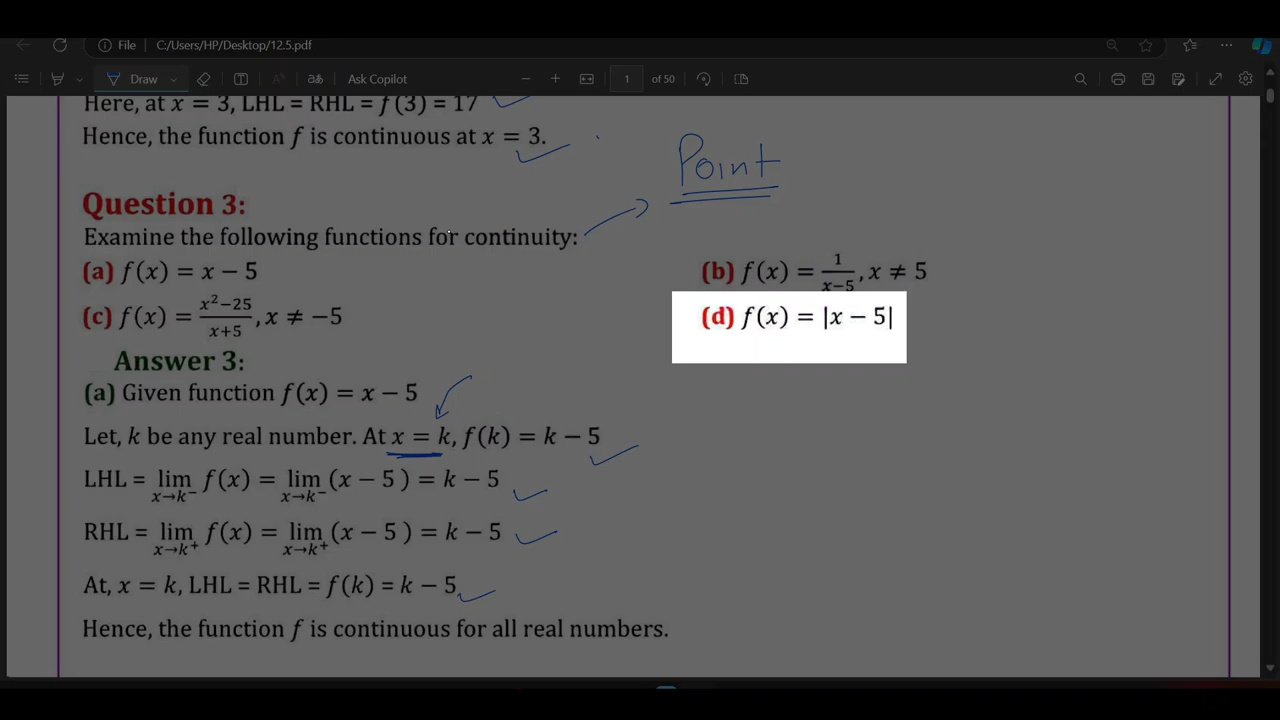 File C:/Users/HP/Desktop/12.5.pdf
Draw Ask Copilot 1 of 50
Here, at x = 3, LHL = RHL = f(3) = 17
Hence, the function f is continuous at x = 3.
Point
Question 3:
Examine the following functions for continuity:
(a) f(x) = x − 5
(b) f(x) = 1/(x−5), x ≠ 5
(c) f(x) = (x²−25)/(x+5), x ≠ −5
(d) f(x) = |x − 5|
Answer 3:
(a) Given function f(x) = x − 5
Let, k be any real number. At x = k, f(k) = k − 5
LHL = lim x→k⁻ f(x) = lim x→k⁻ (x − 5 ) = k − 5
RHL = lim x→k⁺ f(x) = lim x→k⁺ (x − 5 ) = k − 5
At, x = k, LHL = RHL = f(k) = k − 5
Hence, the function f is continuous for all real numbers.